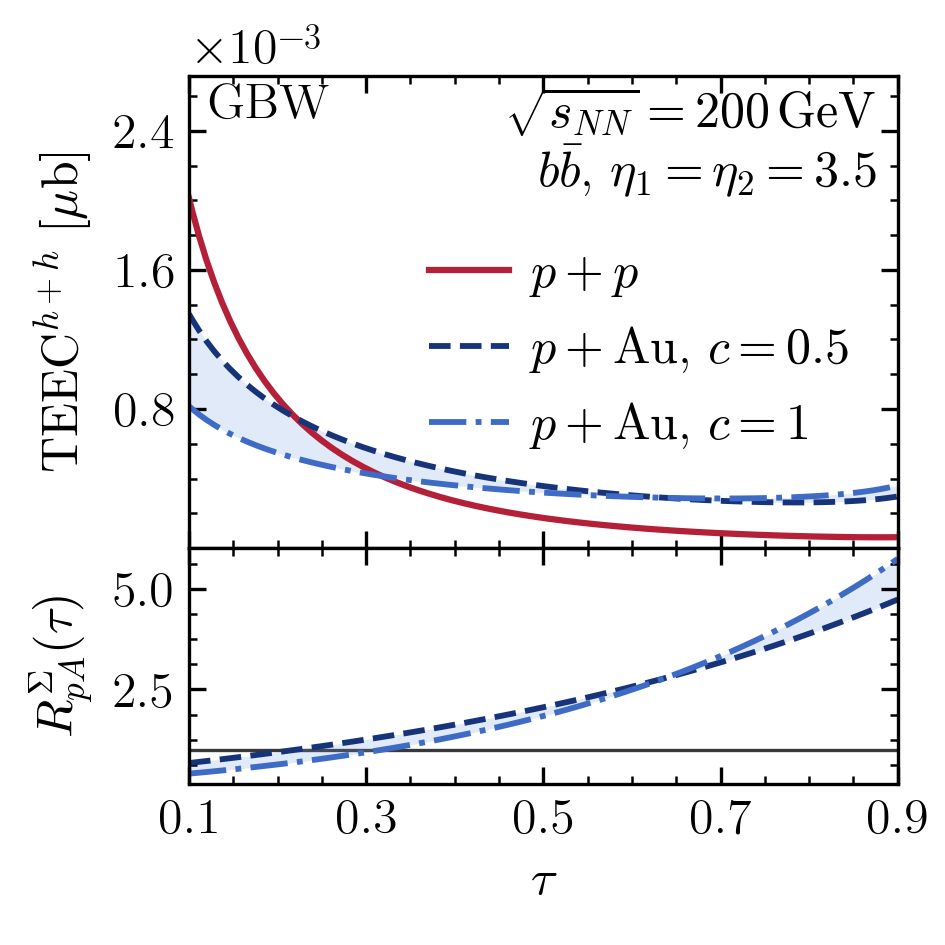 ×10⁻³
GBW
√s_NN = 200 GeV
bb̄, η₁ = η₂ = 3.5
TEEC^{h+h} [μb]
2.4
1.6
0.8
p + p
p + Au, c = 0.5
p + Au, c = 1
R^Σ_{pA}(τ)
5.0
2.5
0.1 0.3 0.5 0.7 0.9
τ